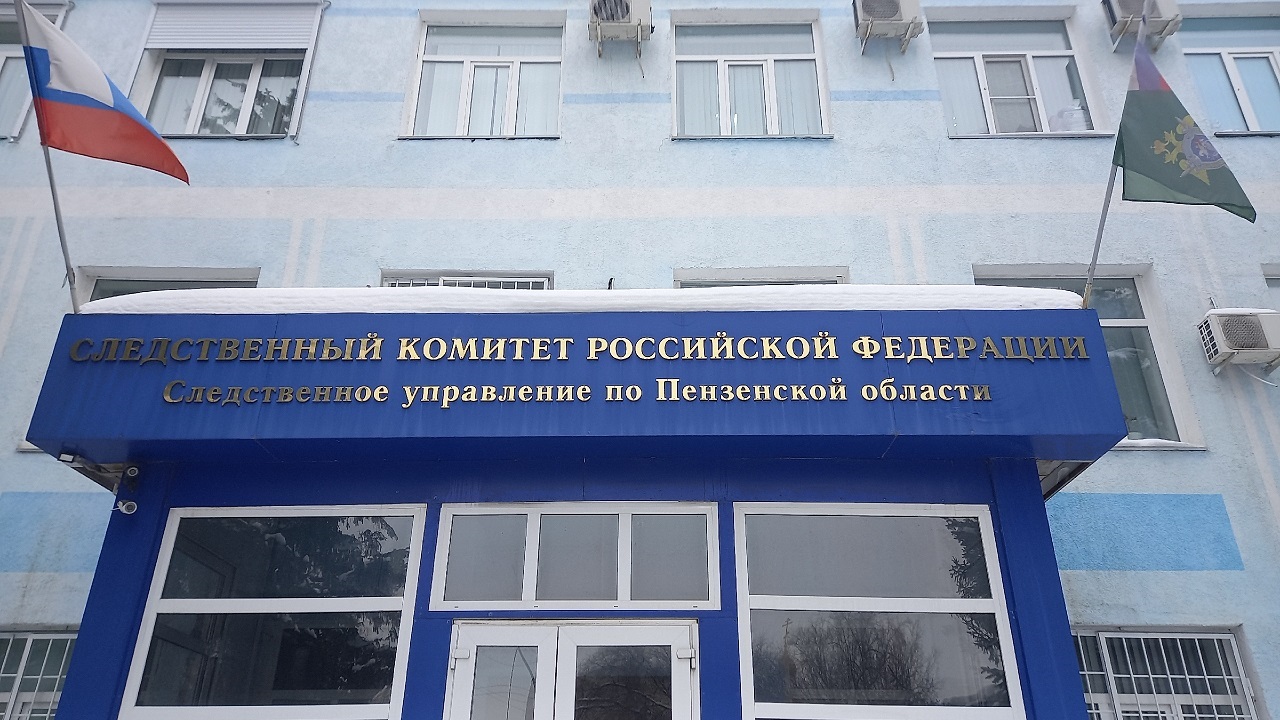 СЛЕДСТВЕННЫЙ КОМИТЕТ РОССИЙСКОЙ ФЕДЕРАЦИИ
Следственное управление по Пензенской области